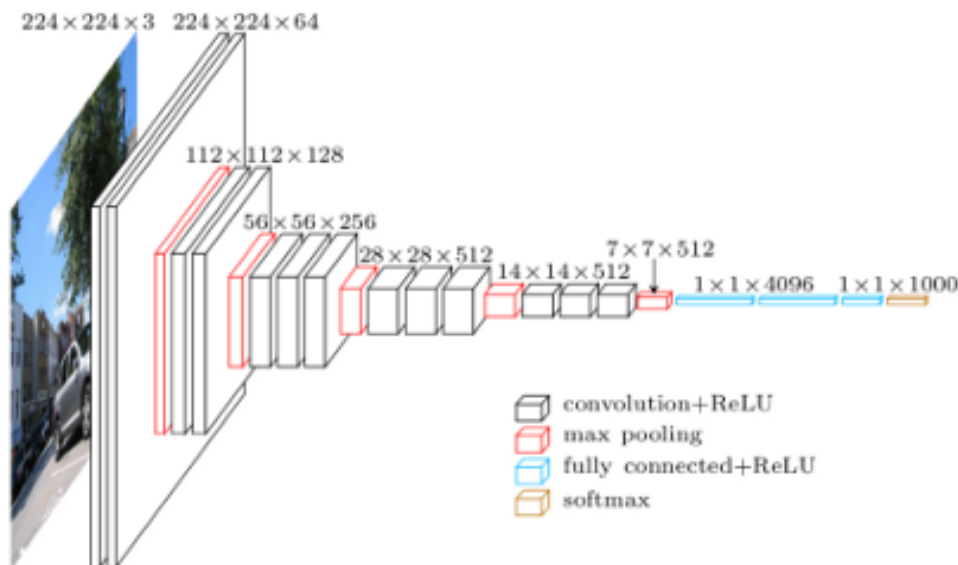 224×224×3
224×224×64
112×112×128
56×56×256
28×28×512
14×14×512
7×7×512
1×1×4096
1×1×1000
convolution+ReLU
max pooling
fully connected+ReLU
softmax